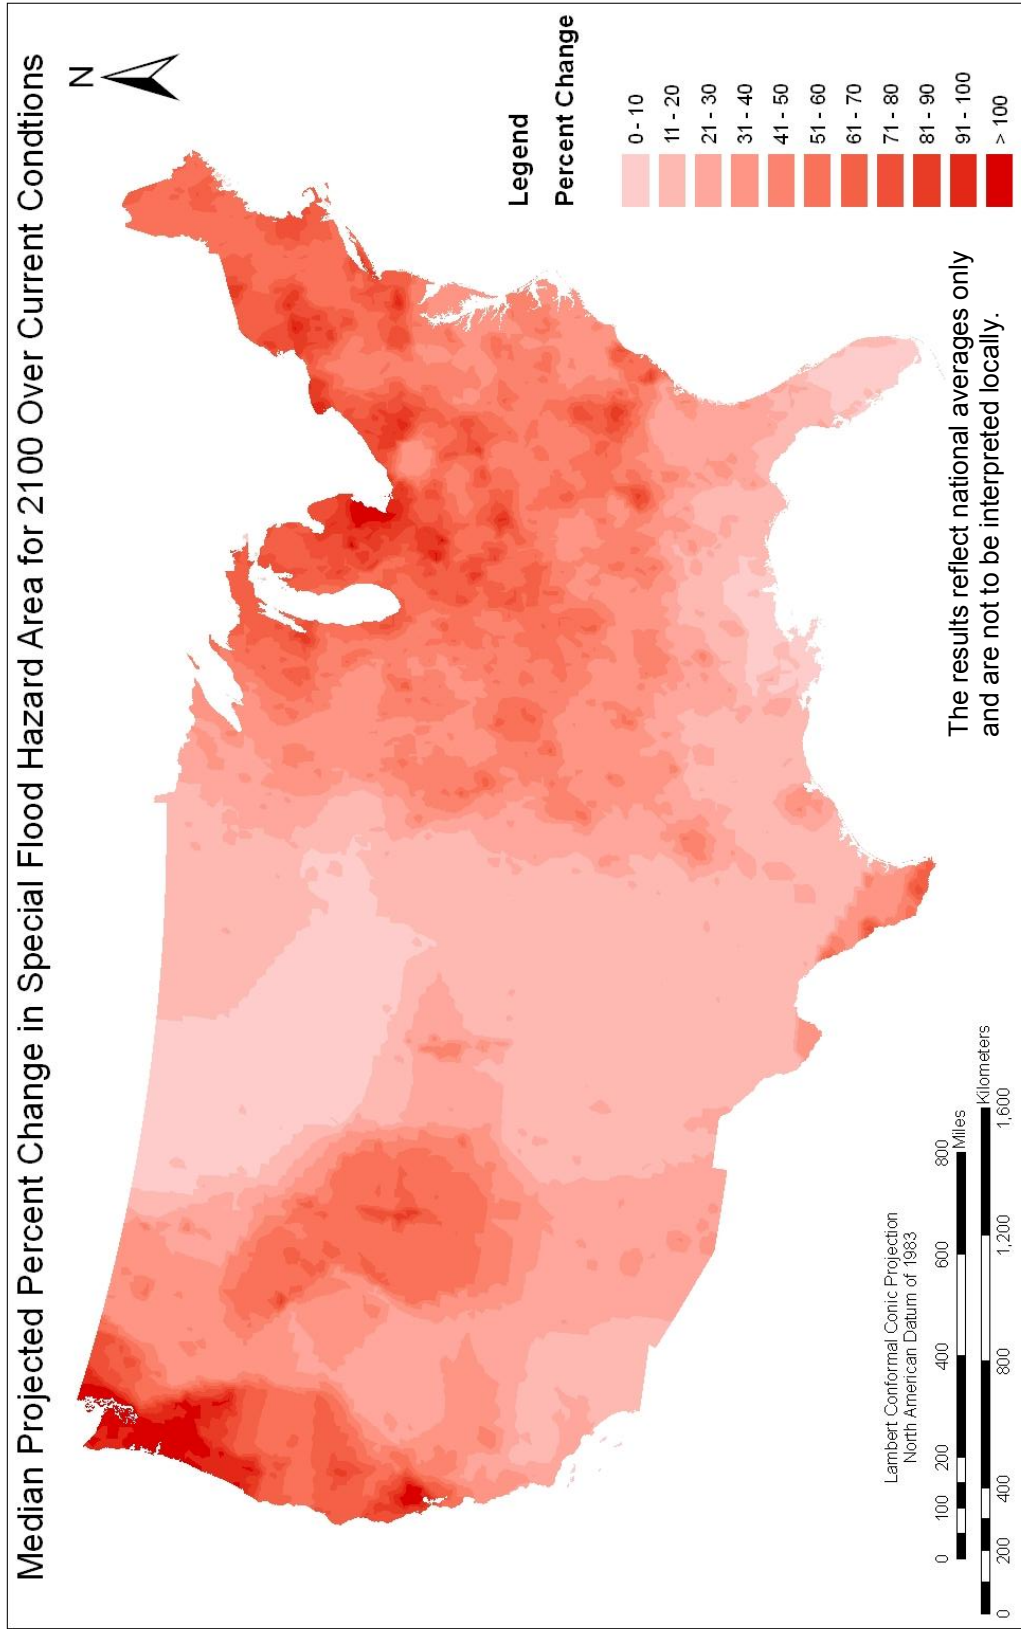 Median Projected Percent Change in Special Flood Hazard Area for 2100 Over Current Condtions
N
Legend
Percent Change
0 - 10
11 - 20
21 - 30
31 - 40
41 - 50
51 - 60
61 - 70
71 - 80
81 - 90
91 - 100
> 100
The results reflect national averages only
and are not to be interpreted locally.
Lambert Conformal Conic Projection
North American Datum of 1983
0 100 200 400 600 800
Miles
Kilometers
0 200 400 800 1,200 1,600